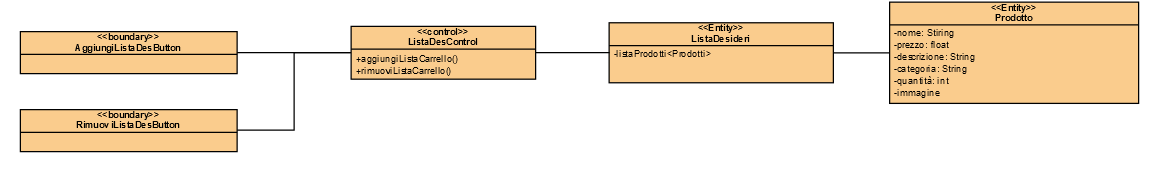 <<boundary>>
AggiungiListaDesButton
<<boundary>>
RimuoviListaDesButton
<<control>>
ListaDesControl
+aggiungiListaCarrello()
+rimuoviListaCarrello()
<<Entity>>
ListaDesideri
-listaProdotti<Prodotti>
<<Entity>>
Prodotto
-nome: Stiring
-prezzo: float
-descrizione: String
-categoria: String
-quantità: int
-immagine